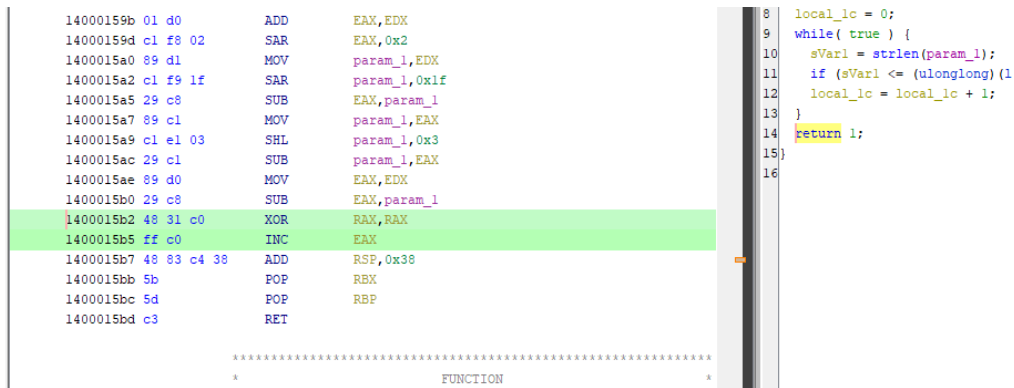 14000159b 01 d0 ADD EAX,EDX
14000159d c1 f8 02 SAR EAX,0x2
1400015a0 89 d1 MOV param_1,EDX
1400015a2 c1 f9 1f SAR param_1,0x1f
1400015a5 29 c8 SUB EAX,param_1
1400015a7 89 c1 MOV param_1,EAX
1400015a9 c1 e1 03 SHL param_1,0x3
1400015ac 29 c1 SUB param_1,EAX
1400015ae 89 d0 MOV EAX,EDX
1400015b0 29 c8 SUB EAX,param_1
1400015b2 48 31 c0 XOR RAX,RAX
1400015b5 ff c0 INC EAX
1400015b7 48 83 c4 38 ADD RSP,0x38
1400015bb 5b POP RBX
1400015bc 5d POP RBP
1400015bd c3 RET
************************************************************
* FUNCTION *
8 local_1c = 0;
9 while( true ) {
10 sVar1 = strlen(param_1);
11 if (sVar1 <= (ulonglong)(l
12 local_1c = local_1c + 1;
13 }
14 return 1;
15 }
16